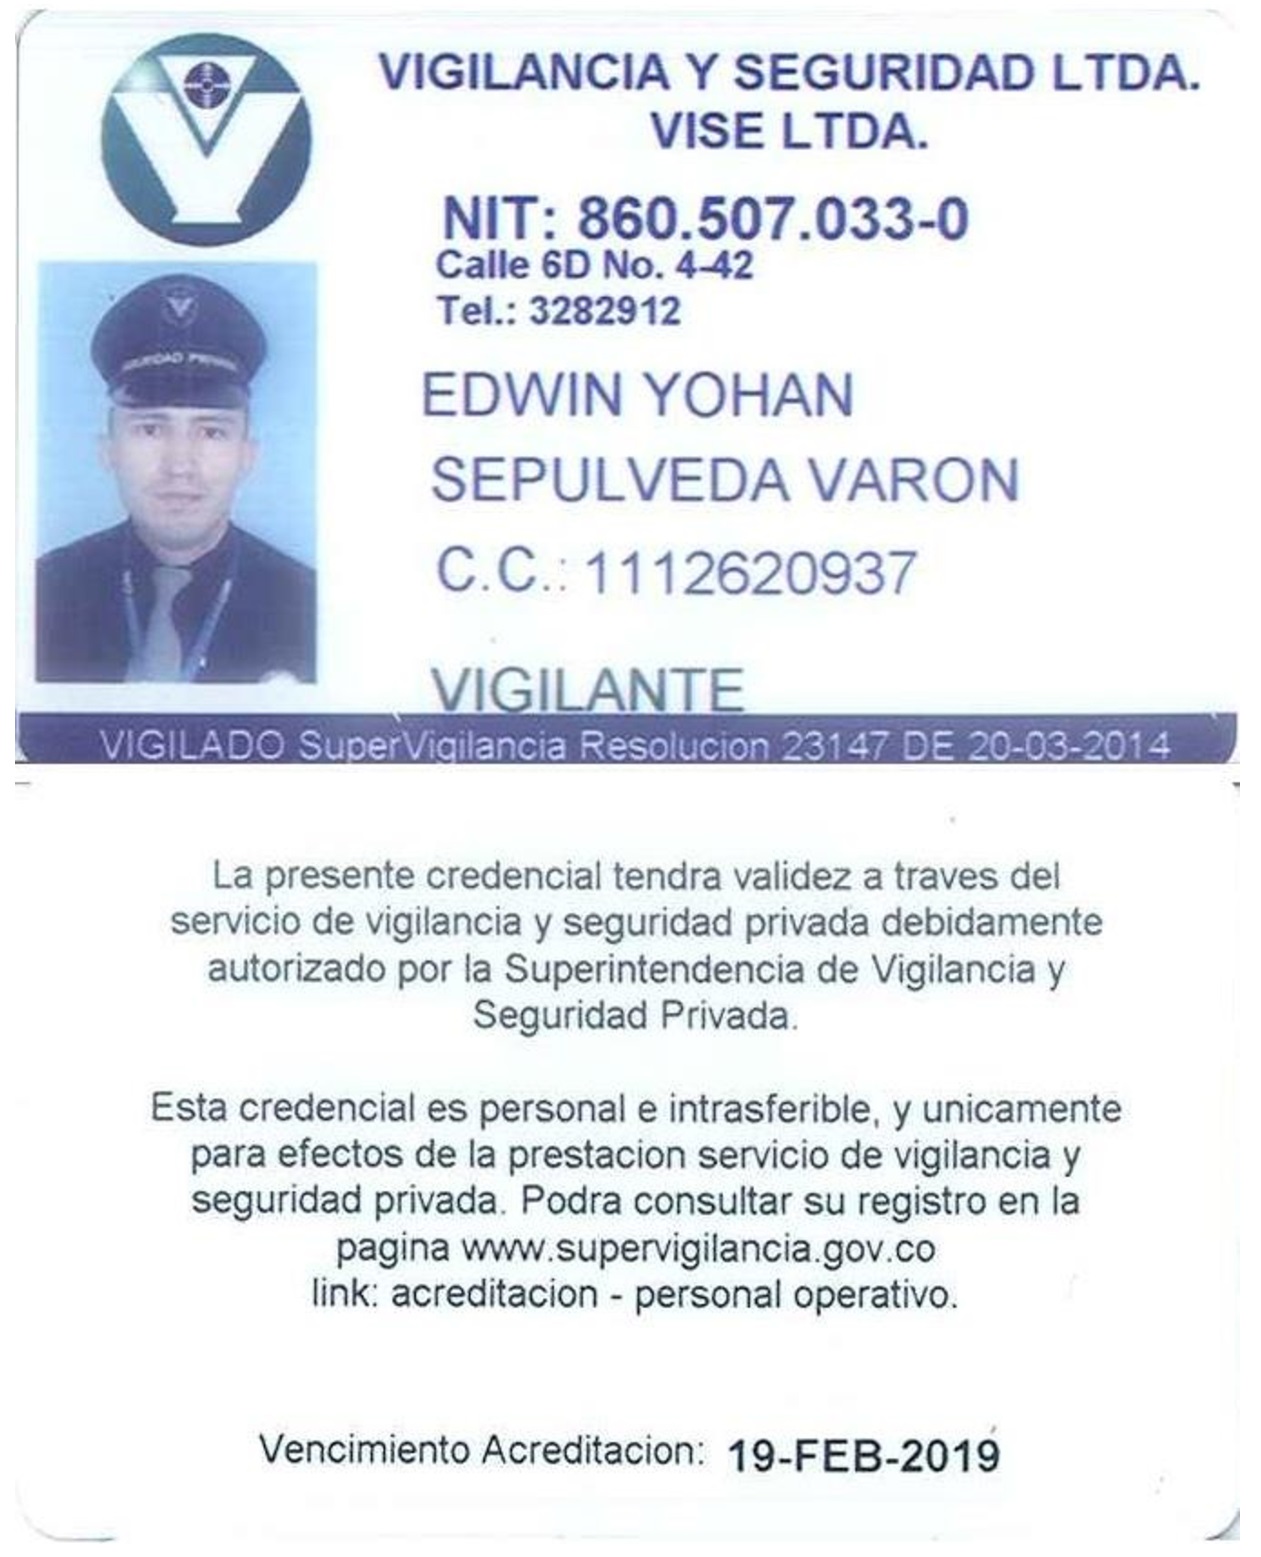 VIGILANCIA Y SEGURIDAD LTDA.
VISE LTDA.
NIT: 860.507.033-0
Calle 6D No. 4-42
Tel.: 3282912
EDWIN YOHAN
SEPULVEDA VARON
C.C.: 1112620937
VIGILANTE
VIGILADO SuperVigilancia Resolucion 23147 DE 20-03-2014
La presente credencial tendra validez a traves del
servicio de vigilancia y seguridad privada debidamente
autorizado por la Superintendencia de Vigilancia y
Seguridad Privada.
Esta credencial es personal e intrasferible, y unicamente
para efectos de la prestacion servicio de vigilancia y
seguridad privada. Podra consultar su registro en la
pagina www.supervigilancia.gov.co
link: acreditacion - personal operativo.
Vencimiento Acreditacion: 19-FEB-2019